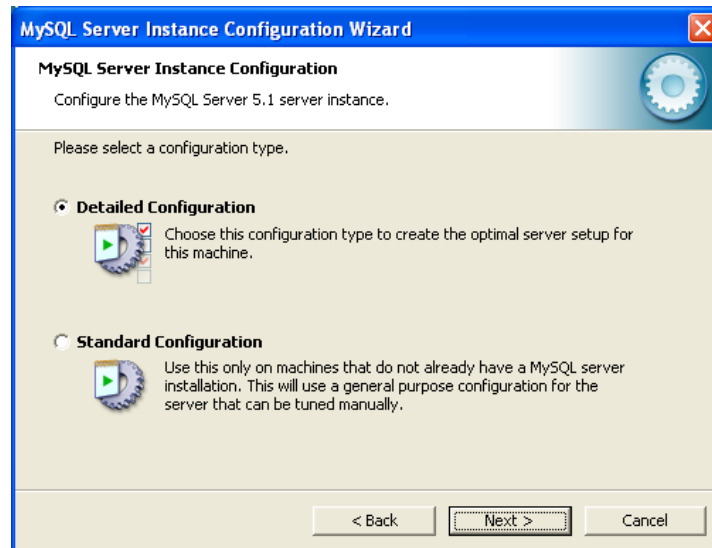 MySQL Server Instance Configuration Wizard
MySQL Server Instance Configuration
Configure the MySQL Server 5.1 server instance.
Please select a configuration type.
Detailed Configuration
Choose this configuration type to create the optimal server setup for
this machine.
Standard Configuration
Use this only on machines that do not already have a MySQL server
installation. This will use a general purpose configuration for the
server that can be tuned manually.
< Back Next > Cancel